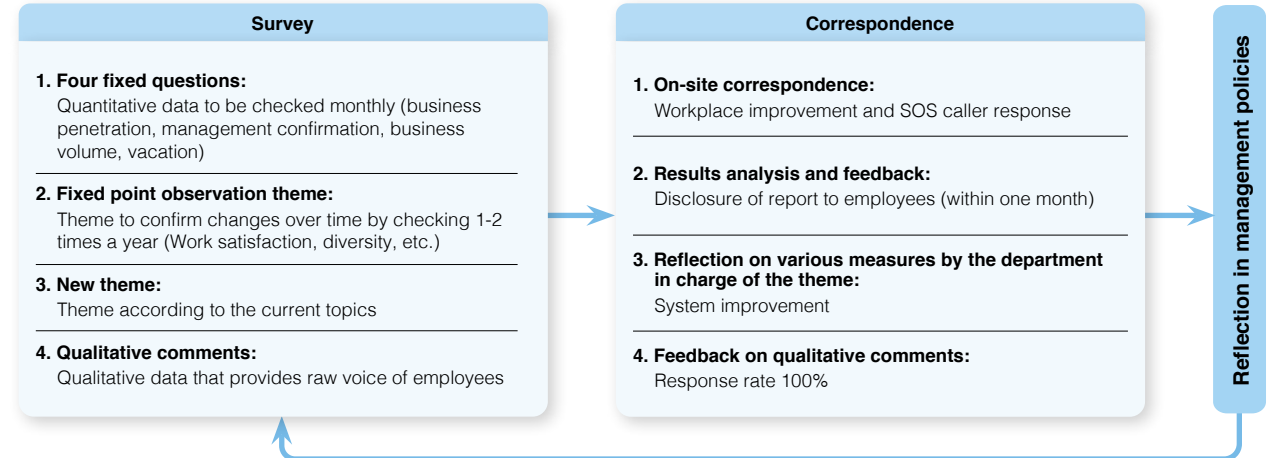 Survey
1. Four fixed questions:
Quantitative data to be checked monthly (business
penetration, management confirmation, business
volume, vacation)
2. Fixed point observation theme:
Theme to confirm changes over time by checking 1-2
times a year (Work satisfaction, diversity, etc.)
3. New theme:
Theme according to the current topics
4. Qualitative comments:
Qualitative data that provides raw voice of employees
Correspondence
1. On-site correspondence:
Workplace improvement and SOS caller response
2. Results analysis and feedback:
Disclosure of report to employees (within one month)
3. Reflection on various measures by the department
in charge of the theme:
System improvement
4. Feedback on qualitative comments:
Response rate 100%
Reflection in management policies